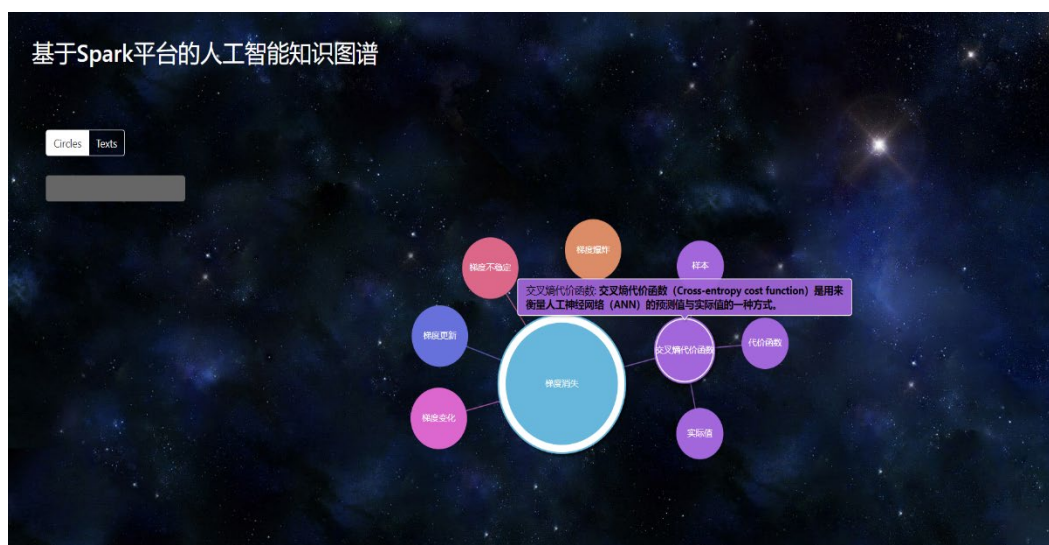 基于Spark平台的人工智能知识图谱
Circles Texts
梯度爆炸
梯度不稳定
样本
交叉熵代价函数: 交叉熵代价函数（Cross-entropy cost function）是用来
衡量人工神经网络（ANN）的预测值与实际值的一种方式。
梯度更新
交叉熵代价函数
代价函数
梯度消失
梯度变化
实际值